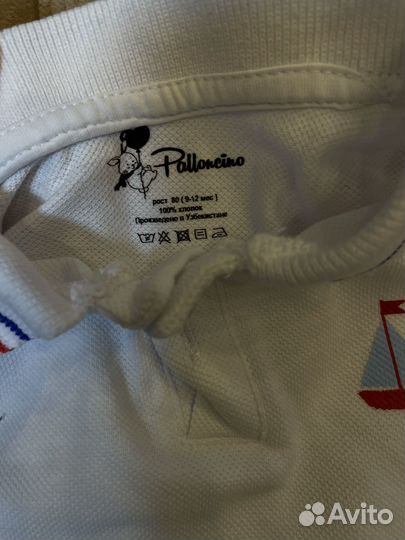 Palloncino
рост 80 ( 9-12 мес )
100% хлопок
Произведено в Узбекистане
Avito